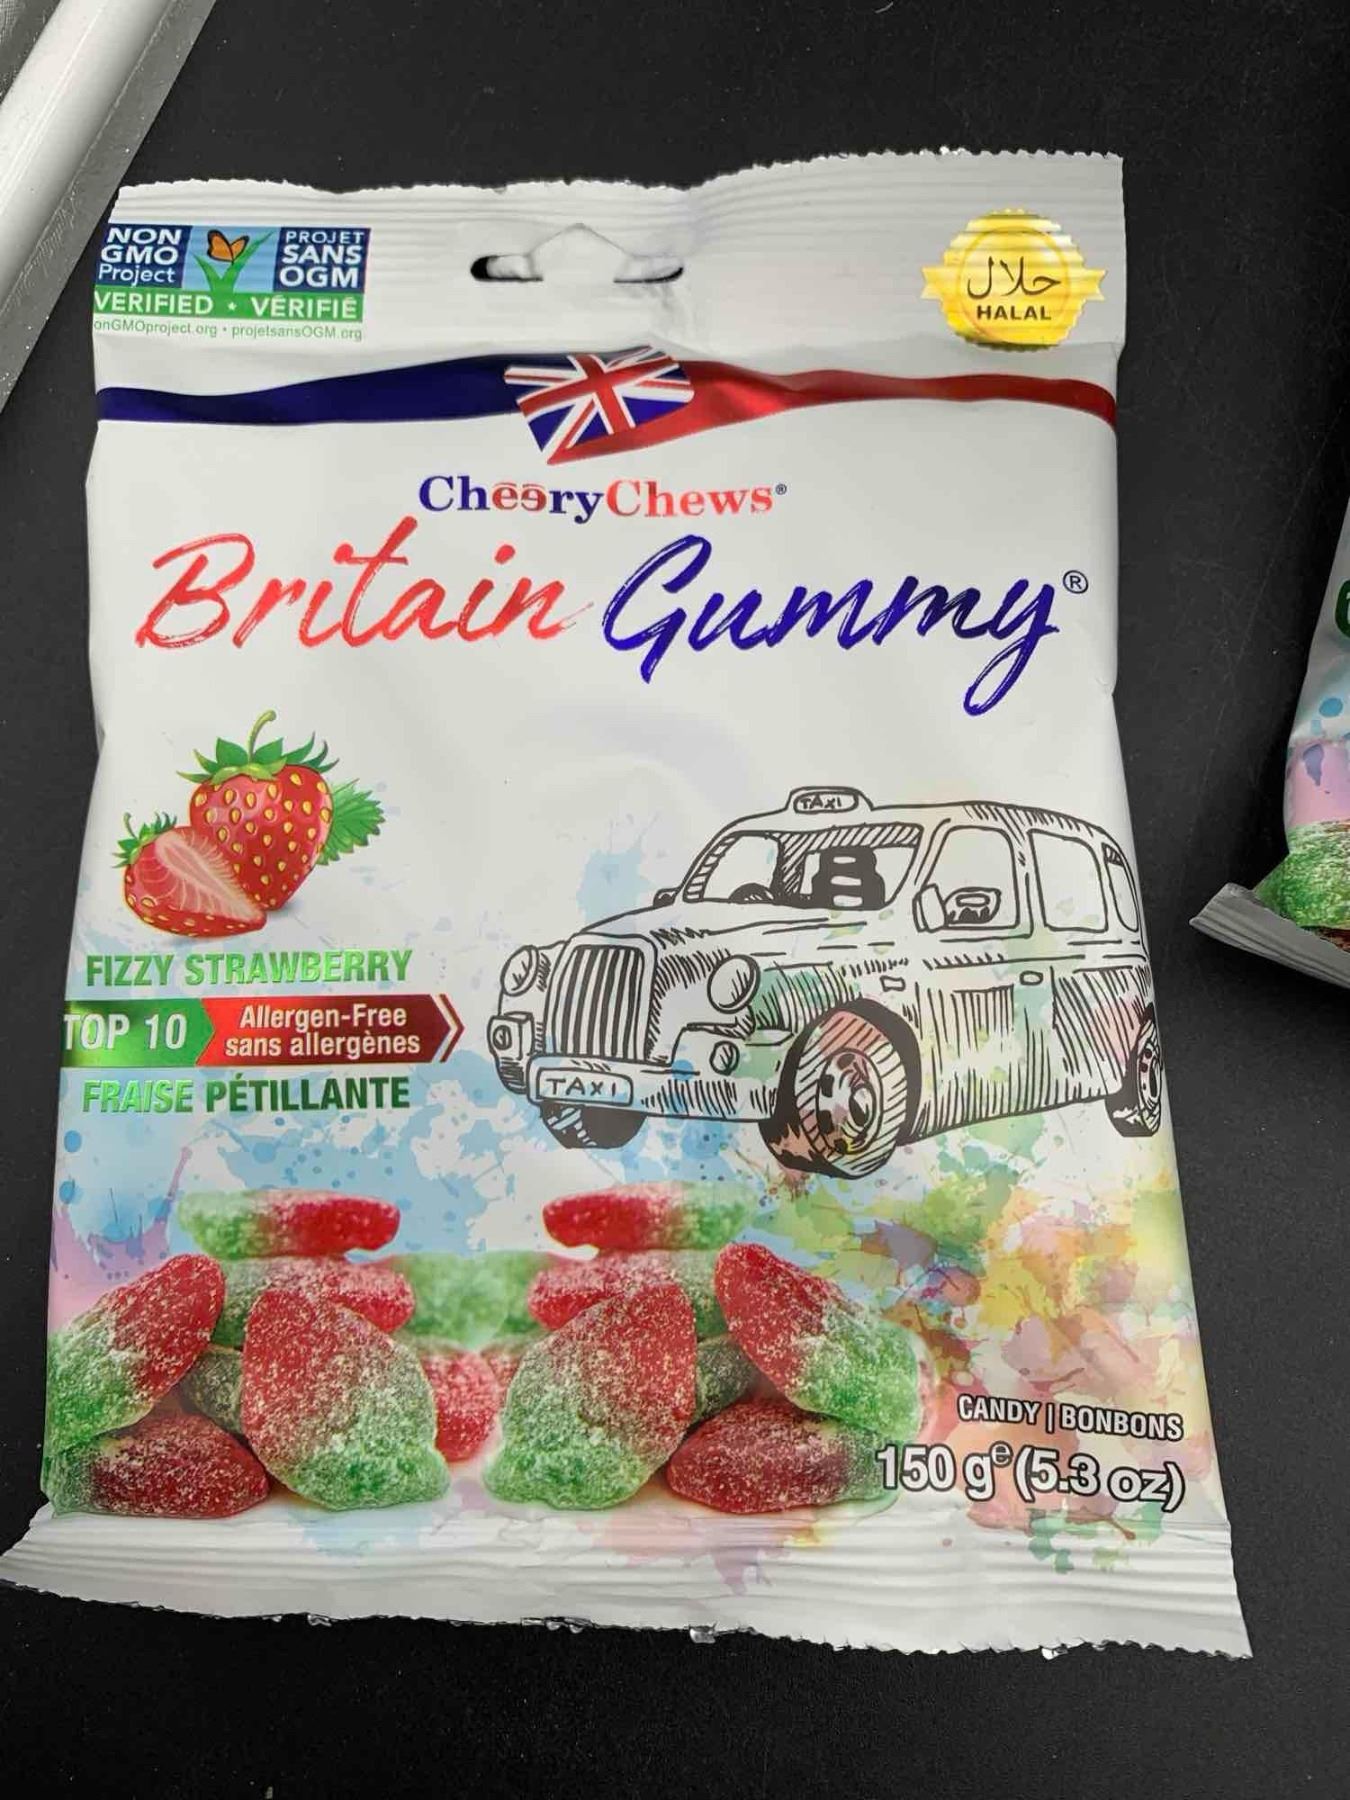 NON
GMO
Project
PROJET
SANS
OGM
VERIFIED • VÉRIFIÉ
onGMOproject.org • projetsansOGM.org
حلال
HALAL
CheeryChews®
Britain Gummy®
TAXI
TAXI
FIZZY STRAWBERRY
TOP 10
Allergen-Free
sans allergènes
FRAISE PÉTILLANTE
CANDY | BONBONS
150 g℮ (5.3 oz)